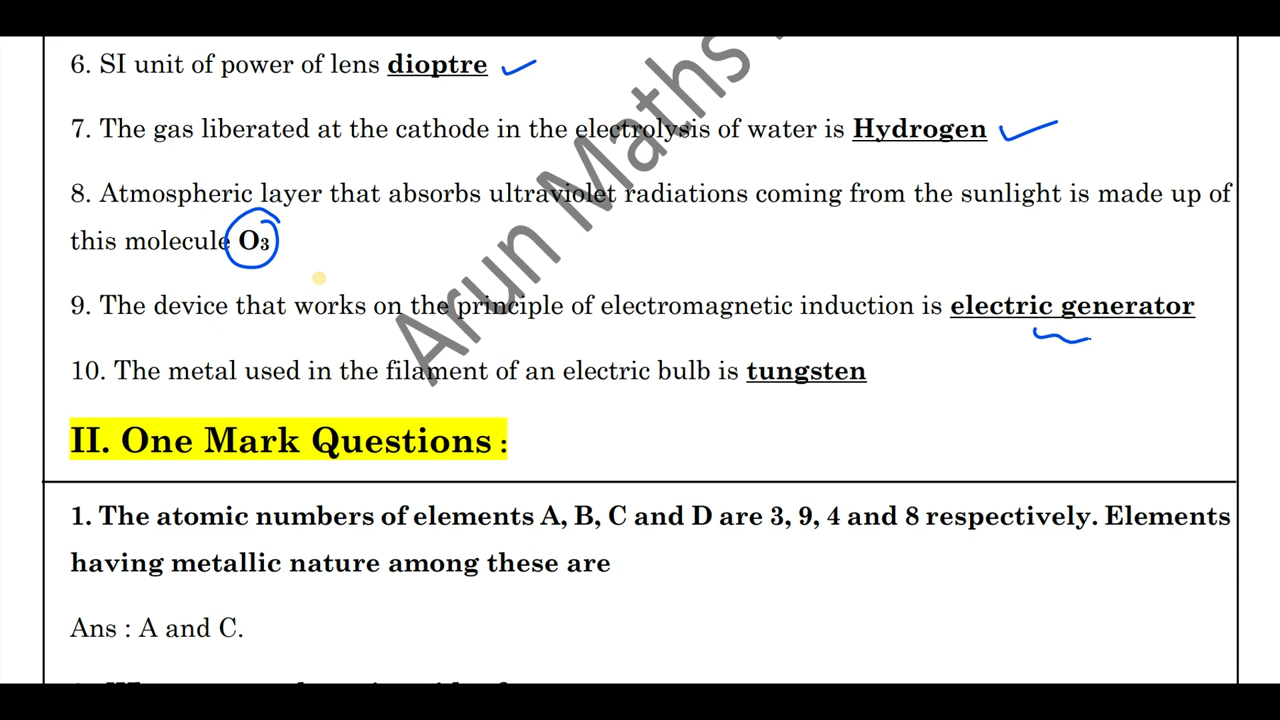 6. SI unit of power of lens dioptre
7. The gas liberated at the cathode in the electrolysis of water is Hydrogen
8. Atmospheric layer that absorbs ultraviolet radiations coming from the sunlight is made up of
this molecule O₃
9. The device that works on the principle of electromagnetic induction is electric generator
10. The metal used in the filament of an electric bulb is tungsten
II. One Mark Questions :
1. The atomic numbers of elements A, B, C and D are 3, 9, 4 and 8 respectively. Elements
having metallic nature among these are
Ans : A and C.
Arun Maths